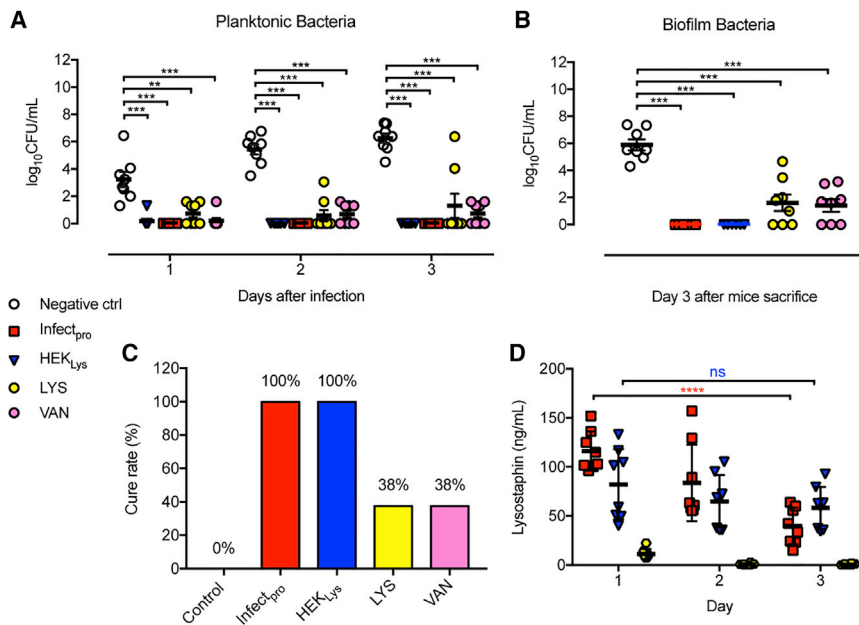 A
Planktonic Bacteria
log10CFU/mL
12
10
8
6
4
2
0
***
**
***
***
***
***
***
***
***
***
***
***
1
2
3
Days after infection
B
Biofilm Bacteria
log10CFU/mL
12
10
8
6
4
2
0
***
***
***
***
Day 3 after mice sacrifice
Negative ctrl
Infectpro
HEKLys
LYS
VAN
C
Cure rate (%)
120
100
80
60
40
20
0
0%
100%
100%
38%
38%
Control
Infectpro
HEKLys
LYS
VAN
D
Lysostaphin (ng/mL)
200
150
100
50
0
ns
****
1
2
3
Day